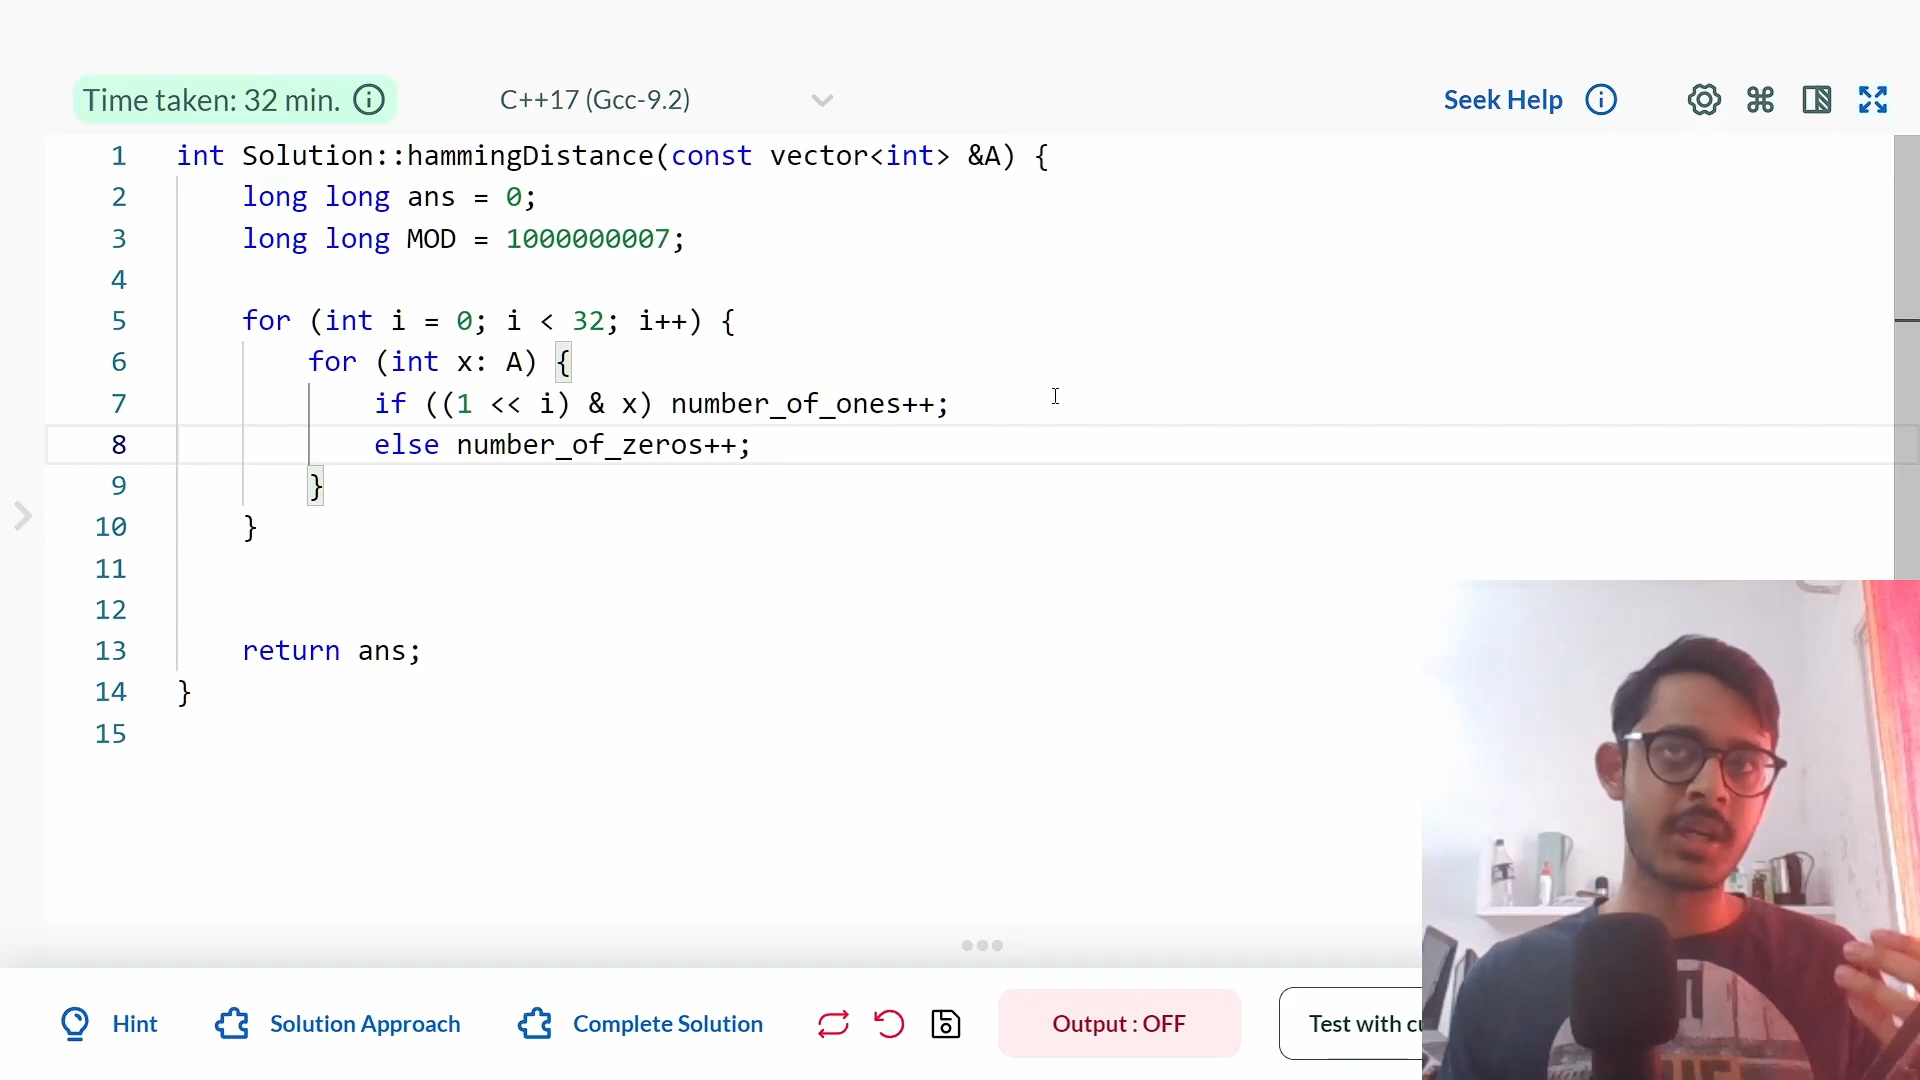 Time taken: 32 min.
C++17 (Gcc-9.2)
Seek Help
1 int Solution::hammingDistance(const vector<int> &A) {
2 long long ans = 0;
3 long long MOD = 1000000007;
4
5 for (int i = 0; i < 32; i++) {
6 for (int x: A) {
7 if ((1 << i) & x) number_of_ones++;
8 else number_of_zeros++;
9 }
10 }
11
12
13 return ans;
14 }
15
Hint
Solution Approach
Complete Solution
Output : OFF
Test with cu